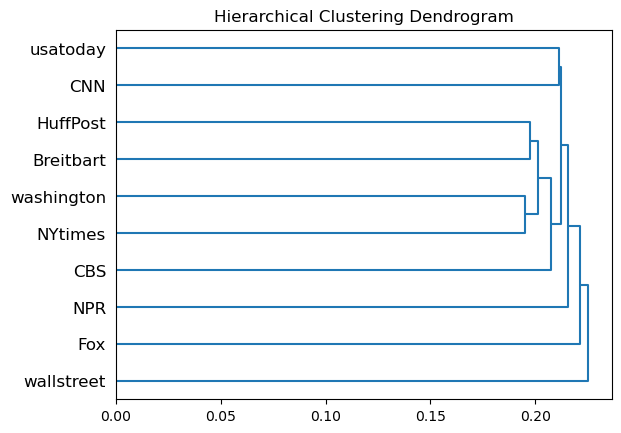 Hierarchical Clustering Dendrogram
usatoday
CNN
HuffPost
Breitbart
washington
NYtimes
CBS
NPR
Fox
wallstreet
0.00 0.05 0.10 0.15 0.20